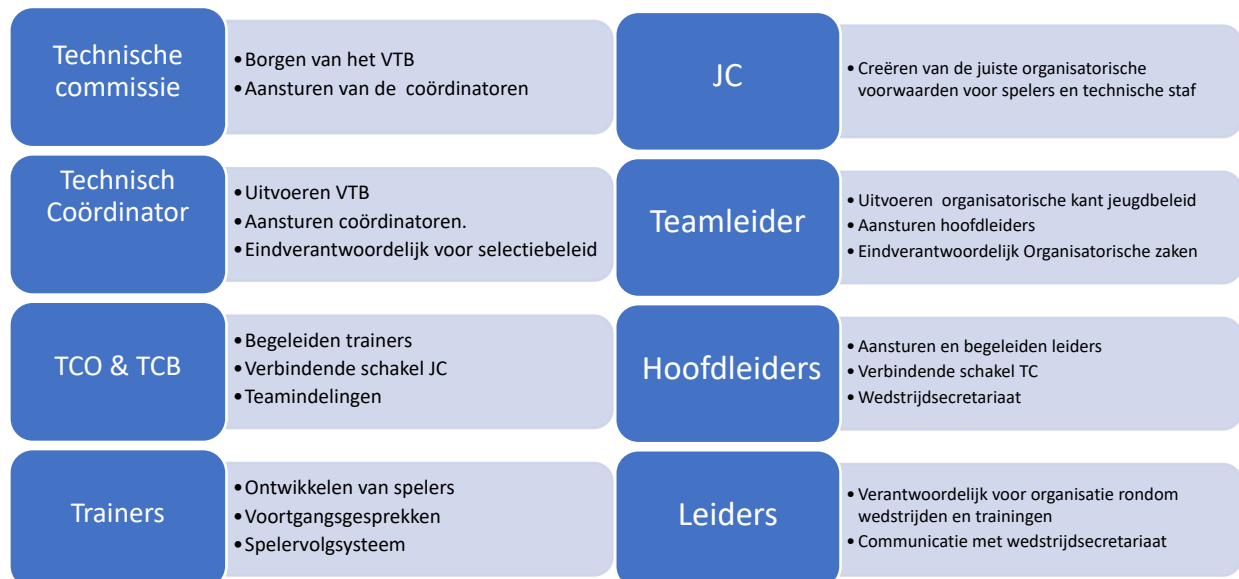 Technische
commissie
• Borgen van het VTB
• Aansturen van de coördinatoren
Technisch
Coördinator
• Uitvoeren VTB
• Aansturen coördinatoren.
• Eindverantwoordelijk voor selectiebeleid
TCO & TCB
• Begeleiden trainers
• Verbindende schakel JC
• Teamindelingen
Trainers
• Ontwikkelen van spelers
• Voortgangsgesprekken
• Spelervolgsysteem
JC
• Creëren van de juiste organisatorische
voorwaarden voor spelers en technische staf
Teamleider
• Uitvoeren organisatorische kant jeugdbeleid
• Aansturen hoofdleiders
• Eindverantwoordelijk Organisatorische zaken
Hoofdleiders
• Aansturen en begeleiden leiders
• Verbindende schakel TC
• Wedstrijdsecretariaat
Leiders
• Verantwoordelijk voor organisatie rondom
wedstrijden en trainingen
• Communicatie met wedstrijdsecretariaat